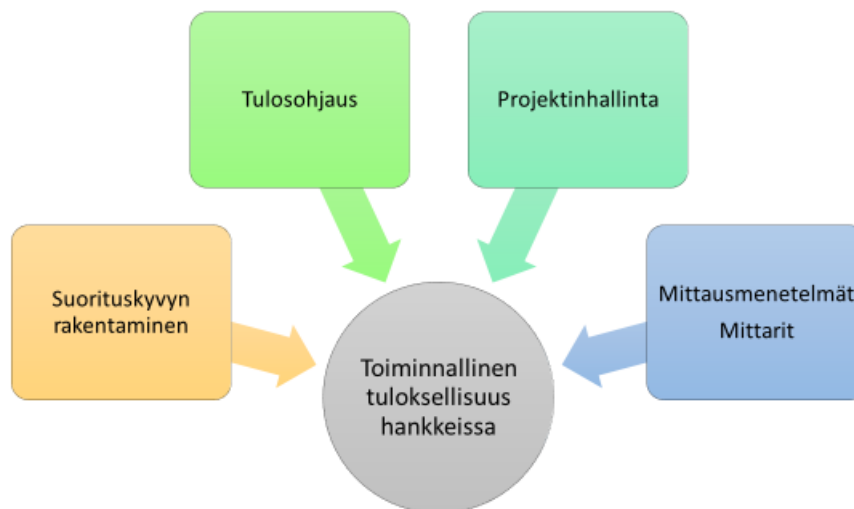 Tulosohjaus
Projektinhallinta
Suorituskyvyn
rakentaminen
Mittausmenetelmät
Mittarit
Toiminnallinen
tuloksellisuus
hankkeissa